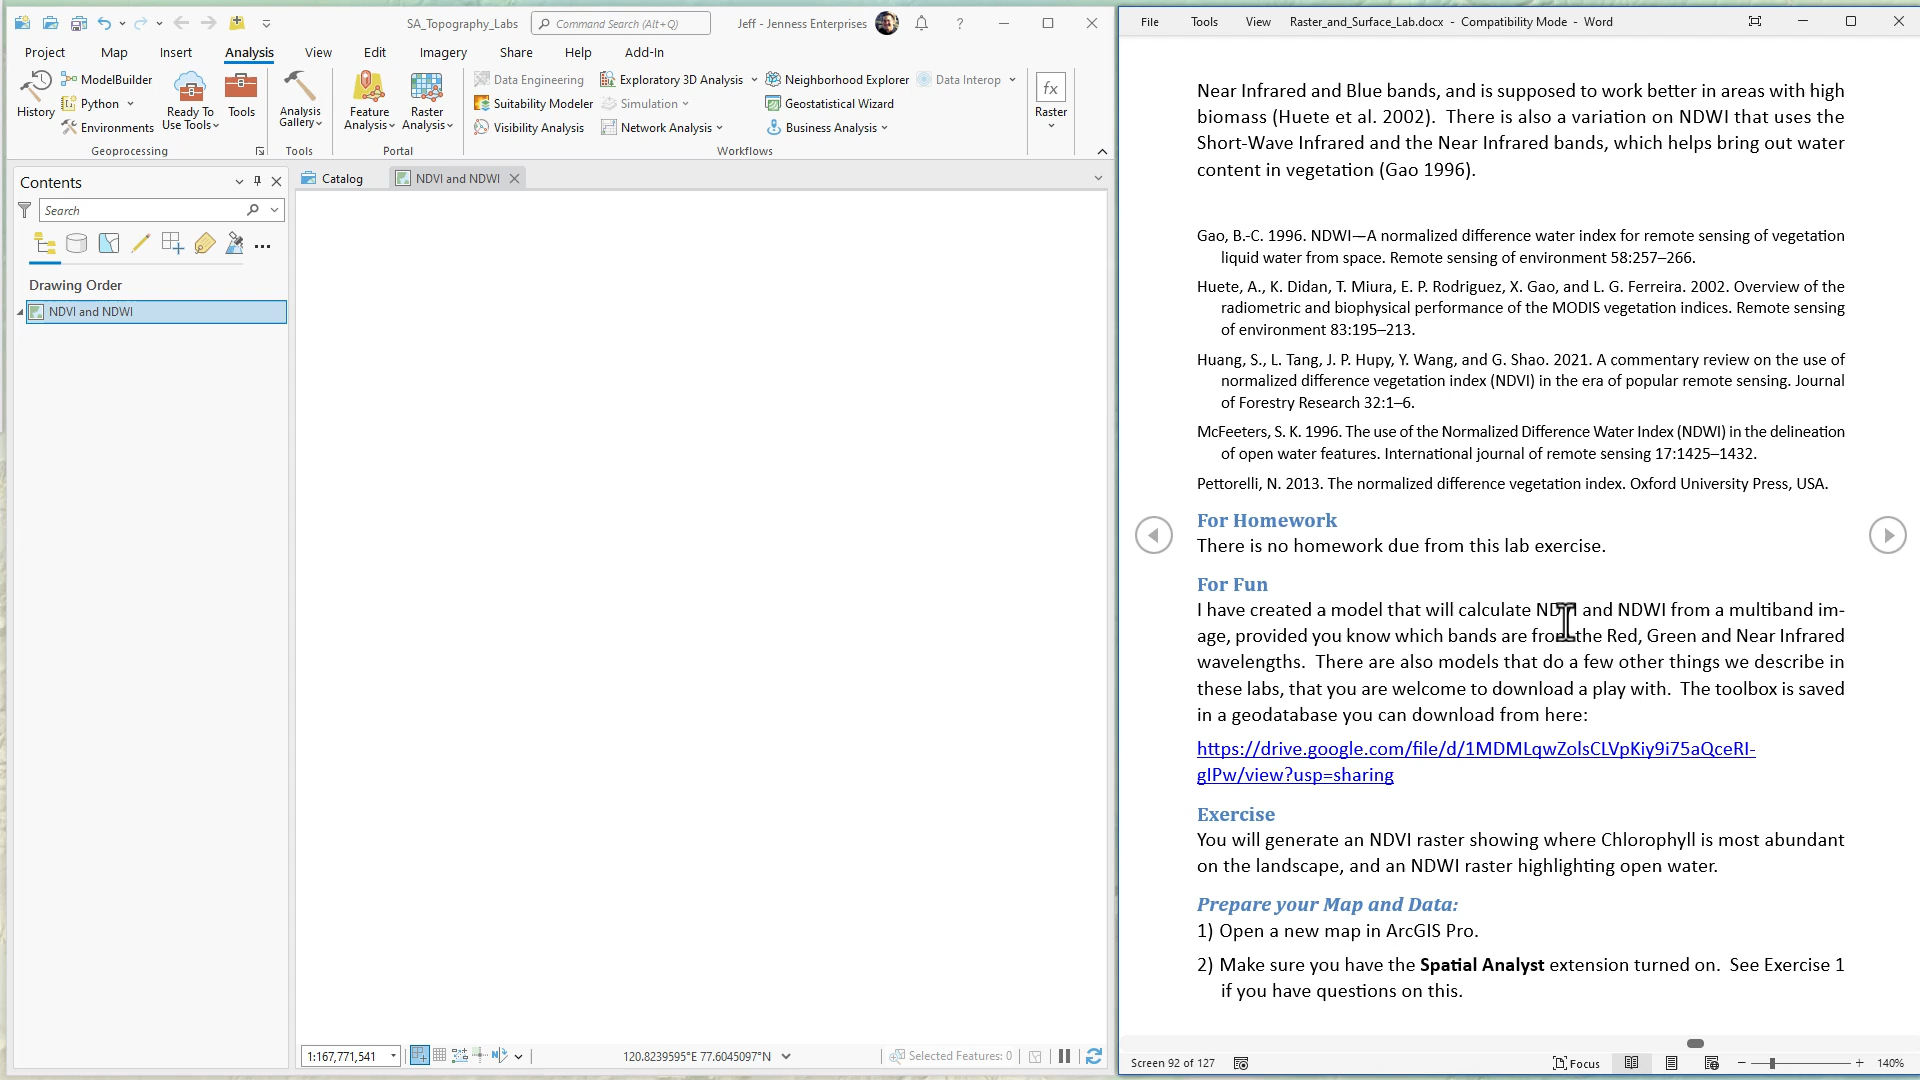 SA_Topography_Labs
Command Search (Alt+Q)
Jeff - Jenness Enterprises
Project Map Insert Analysis View Edit Imagery Share Help Add-In
History
ModelBuilder
Python
Environments
Ready To
Use Tools
Tools
Geoprocessing
Analysis
Gallery
Tools
Feature
Analysis
Raster
Analysis
Portal
Data Engineering
Suitability Modeler
Visibility Analysis
Exploratory 3D Analysis
Simulation
Network Analysis
Neighborhood Explorer
Geostatistical Wizard
Business Analysis
Data Interop
Workflows
fx
Raster
Contents
Search
Drawing Order
NDVI and NDWI
Catalog
NDVI and NDWI
1:167,771,541
120.8239595°E 77.6045097°N
Selected Features: 0
File Tools View Raster_and_Surface_Lab.docx - Compatibility Mode - Word
Near Infrared and Blue bands, and is supposed to work better in areas with high
biomass (Huete et al. 2002). There is also a variation on NDWI that uses the
Short-Wave Infrared and the Near Infrared bands, which helps bring out water
content in vegetation (Gao 1996).
Gao, B.-C. 1996. NDWI—A normalized difference water index for remote sensing of vegetation
liquid water from space. Remote sensing of environment 58:257–266.
Huete, A., K. Didan, T. Miura, E. P. Rodriguez, X. Gao, and L. G. Ferreira. 2002. Overview of the
radiometric and biophysical performance of the MODIS vegetation indices. Remote sensing
of environment 83:195–213.
Huang, S., L. Tang, J. P. Hupy, Y. Wang, and G. Shao. 2021. A commentary review on the use of
normalized difference vegetation index (NDVI) in the era of popular remote sensing. Journal
of Forestry Research 32:1–6.
McFeeters, S. K. 1996. The use of the Normalized Difference Water Index (NDWI) in the delineation
of open water features. International journal of remote sensing 17:1425–1432.
Pettorelli, N. 2013. The normalized difference vegetation index. Oxford University Press, USA.
For Homework
There is no homework due from this lab exercise.
For Fun
I have created a model that will calculate NDVI and NDWI from a multiband im-
age, provided you know which bands are from the Red, Green and Near Infrared
wavelengths. There are also models that do a few other things we describe in
these labs, that you are welcome to download a play with. The toolbox is saved
in a geodatabase you can download from here:
https://drive.google.com/file/d/1MDMLqwZolsCLVpKiy9i75aQceRI-
gIPw/view?usp=sharing
Exercise
You will generate an NDVI raster showing where Chlorophyll is most abundant
on the landscape, and an NDWI raster highlighting open water.
Prepare your Map and Data:
1) Open a new map in ArcGIS Pro.
2) Make sure you have the Spatial Analyst extension turned on. See Exercise 1
if you have questions on this.
Screen 92 of 127
Focus
140%